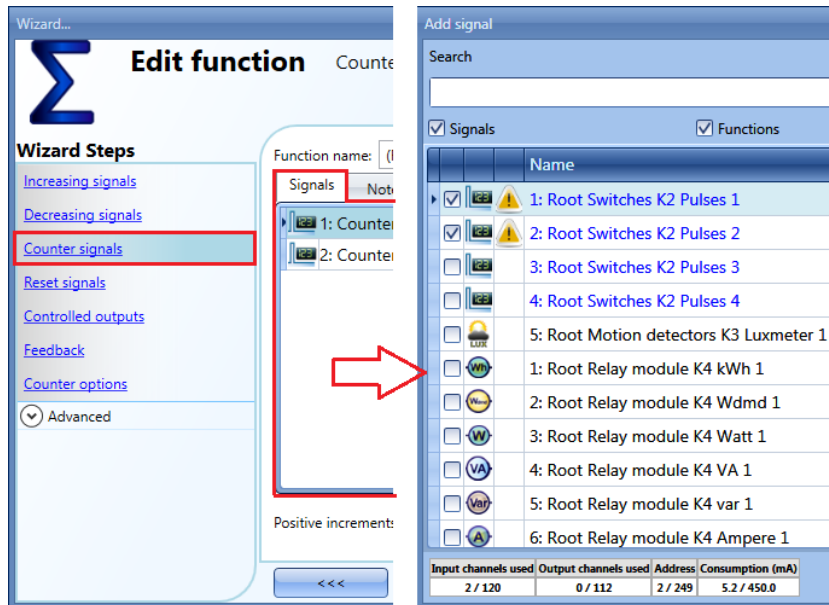 Wizard...
Edit function
Wizard Steps
Increasing signals
Decreasing signals
Counter signals
Reset signals
Controlled outputs
Feedback
Counter options
Advanced
Function name:
Signals
1:
2:
Positive increments
<<<
Add signal
Search
Signals Functions
Name
1: Root Switches K2 Pulses 1
2: Root Switches K2 Pulses 2
3: Root Switches K2 Pulses 3
4: Root Switches K2 Pulses 4
5: Root Motion detectors K3 Luxmeter 1
1: Root Relay module K4 kWh 1
2: Root Relay module K4 Wdmd 1
3: Root Relay module K4 Watt 1
4: Root Relay module K4 VA 1
5: Root Relay module K4 var 1
6: Root Relay module K4 Ampere 1
Input channels used Output channels used Address Consumption (mA)
2 / 120 0 / 112 2 / 249 5.2 / 450.0